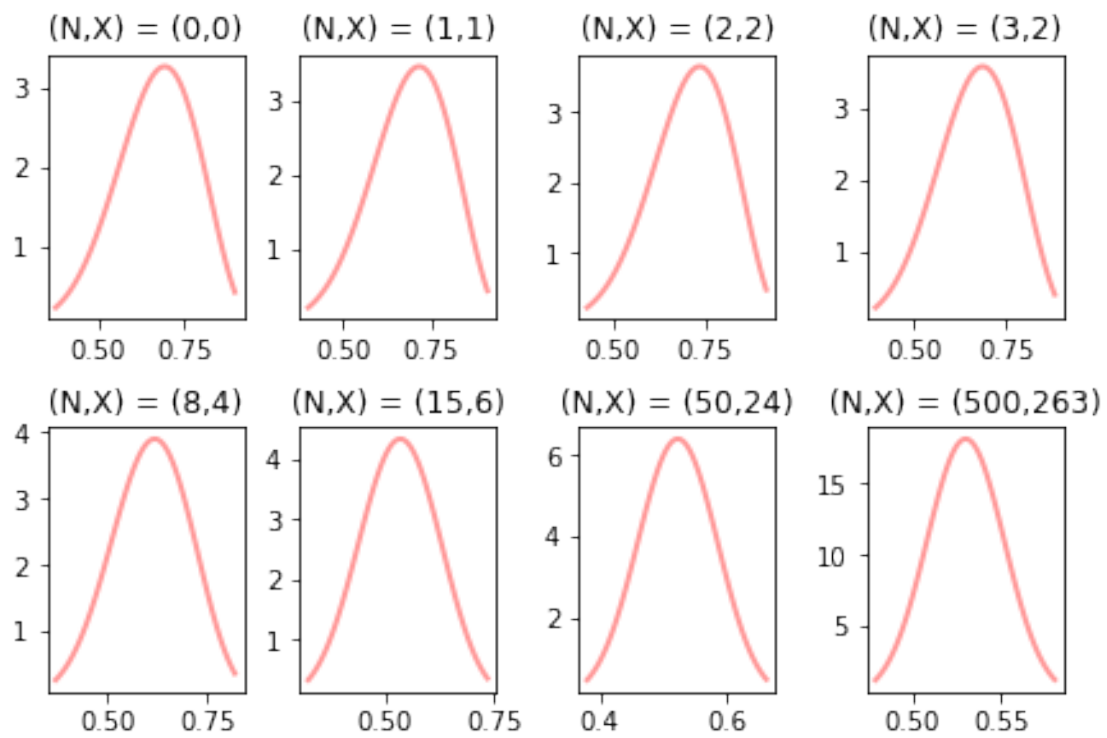 (N,X) = (0,0) (N,X) = (1,1) (N,X) = (2,2) (N,X) = (3,2)
3 3 3 3
2 2 2 2
1 1 1 1
0.50 0.75 0.50 0.75 0.50 0.75 0.50 0.75
(N,X) = (8,4) (N,X) = (15,6) (N,X) = (50,24) (N,X) = (500,263)
4 4 6 15
3 3 4 10
2 2 2 5
1 1
0.50 0.75 0.50 0.75 0.4 0.6 0.50 0.55